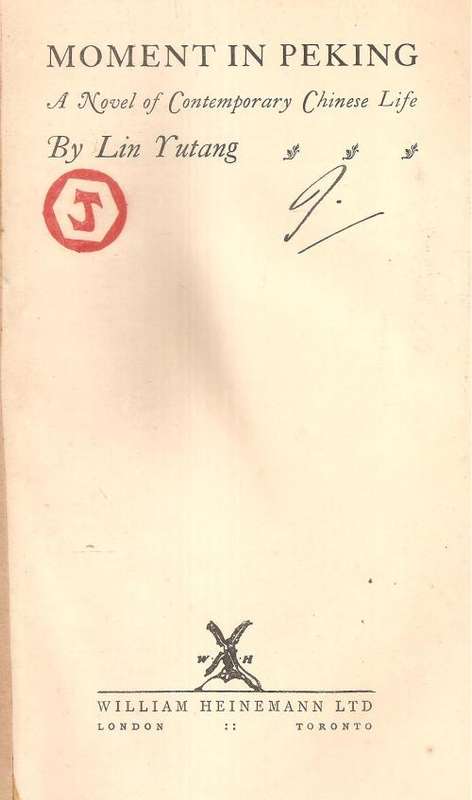 MOMENT IN PEKING
A Novel of Contemporary Chinese Life
By Lin Yutang
J
W H
WILLIAM HEINEMANN LTD
LONDON :: TORONTO